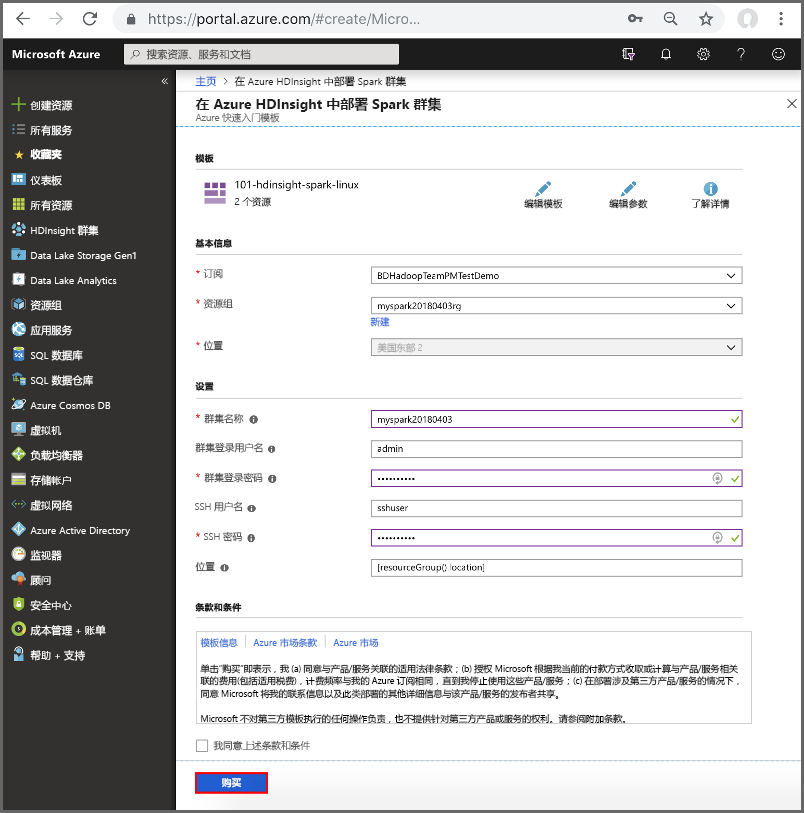 https://portal.azure.com/#create/Micro...
Microsoft Azure
搜索资源、服务和文档
主页 > 在 Azure HDInsight 中部署 Spark 群集
在 Azure HDInsight 中部署 Spark 群集
Azure 快速入门模板
创建资源
所有服务
收藏夹
仪表板
所有资源
HDInsight 群集
Data Lake Storage Gen1
Data Lake Analytics
资源组
应用服务
SQL 数据库
SQL 数据仓库
Azure Cosmos DB
虚拟机
负载均衡器
存储帐户
虚拟网络
Azure Active Directory
监视器
顾问
安全中心
成本管理 + 账单
帮助 + 支持
模板
101-hdinsight-spark-linux
2 个资源
编辑模板
编辑参数
了解详情
基本信息
* 订阅
BDHadoopTeamPMTestDemo
* 资源组
myspark20180403rg
新建
* 位置
美国东部 2
设置
* 群集名称
myspark20180403
群集登录用户名
admin
* 群集登录密码
••••••••••
SSH 用户名
sshuser
* SSH 密码
••••••••••
位置
[resourceGroup().location]
条款和条件
模板信息 | Azure 市场条款 | Azure 市场
单击“购买”即表示，我 (a) 同意与产品/服务关联的适用法律条款；(b) 授权 Microsoft 根据我当前的付款方式收取或计算与产品/服务相关
联的费用(包括适用税费)，计费频率与我的 Azure 订阅相同，直到我停止使用这些产品/服务；(c) 在部署涉及第三方产品/服务的情况下，
同意 Microsoft 将我的联系信息以及此类部署的其他详细信息与该产品/服务的发布者共享。
Microsoft 不对第三方模板执行的任何操作负责，也不提供针对第三方产品或服务的权利。请参阅附加条款。
我同意上述条款和条件
购买